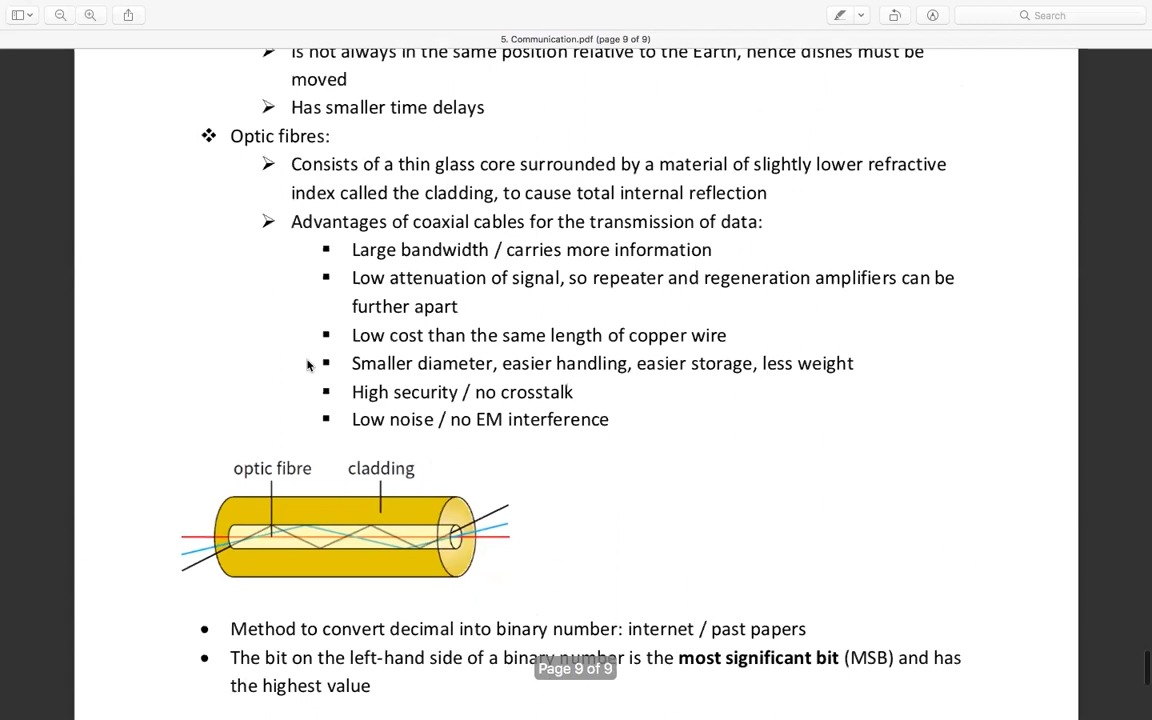 Search
5. Communication.pdf (page 9 of 9)
➢ Is not always in the same position relative to the Earth, hence dishes must be
moved
➢ Has smaller time delays
❖ Optic fibres:
➢ Consists of a thin glass core surrounded by a material of slightly lower refractive
index called the cladding, to cause total internal reflection
➢ Advantages of coaxial cables for the transmission of data:
▪ Large bandwidth / carries more information
▪ Low attenuation of signal, so repeater and regeneration amplifiers can be
further apart
▪ Low cost than the same length of copper wire
▪ Smaller diameter, easier handling, easier storage, less weight
▪ High security / no crosstalk
▪ Low noise / no EM interference
optic fibre cladding
• Method to convert decimal into binary number: internet / past papers
• The bit on the left-hand side of a binary number is the most significant bit (MSB) and has
Page 9 of 9
the highest value